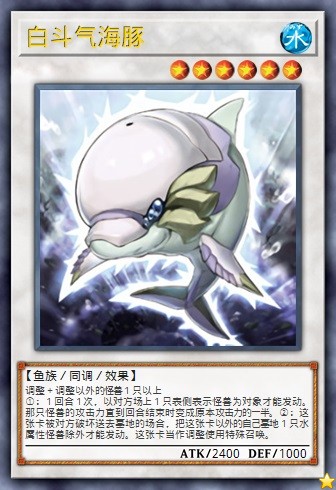 白斗气海豚
水
【鱼族／同调／效果】
调整＋调整以外的怪兽1只以上
①：1回合1次，以对方场上1只表侧表示怪兽为对象才能发动。
那只怪兽的攻击力直到回合结束时变成原本攻击力的一半。②：这
张卡被对方破坏送去墓地的场合，把这张卡以外的自己墓地1只水
属性怪兽除外才能发动。这张卡当作调整使用特殊召唤。
ATK/2400 DEF/1000